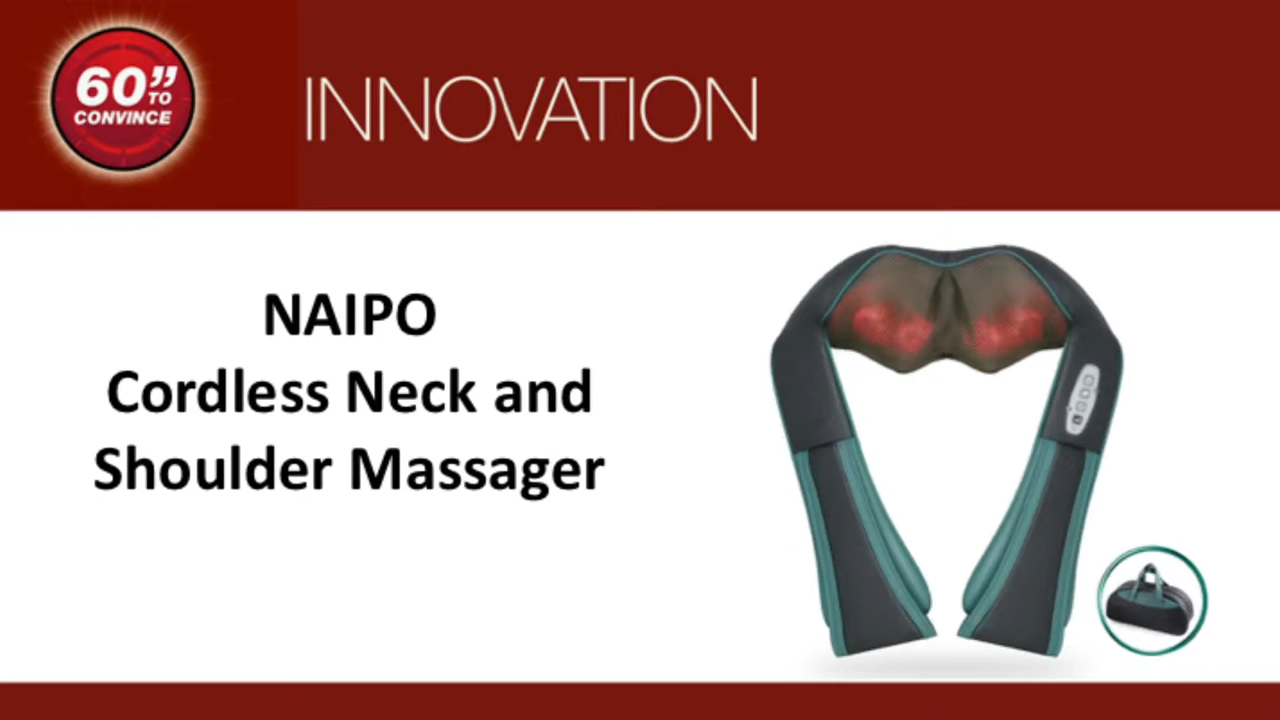 60”
TO
CONVINCE
INNOVATION
NAIPO
Cordless Neck and
Shoulder Massager